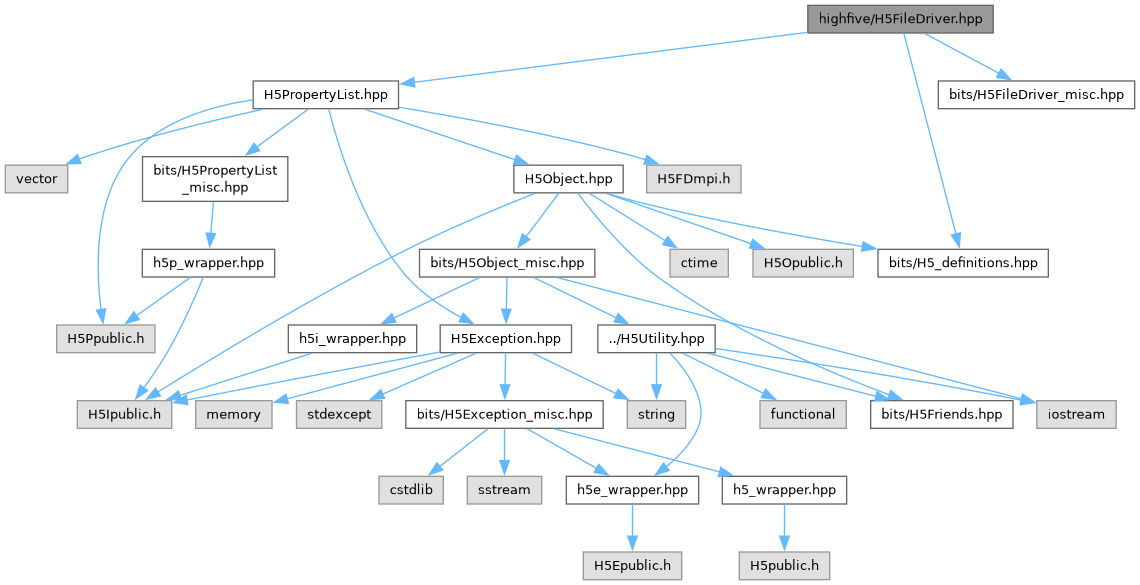 highfive/H5FileDriver.hpp
H5PropertyList.hpp
bits/H5FileDriver_misc.hpp
vector
bits/H5PropertyList
_misc.hpp
H5Object.hpp
H5FDmpi.h
h5p_wrapper.hpp
bits/H5Object_misc.hpp
ctime
H5Opublic.h
bits/H5_definitions.hpp
H5Ppublic.h
h5i_wrapper.hpp
H5Exception.hpp
../H5Utility.hpp
H5Ipublic.h
memory
stdexcept
bits/H5Exception_misc.hpp
string
functional
bits/H5Friends.hpp
iostream
cstdlib
sstream
h5e_wrapper.hpp
h5_wrapper.hpp
H5Epublic.h
H5public.h